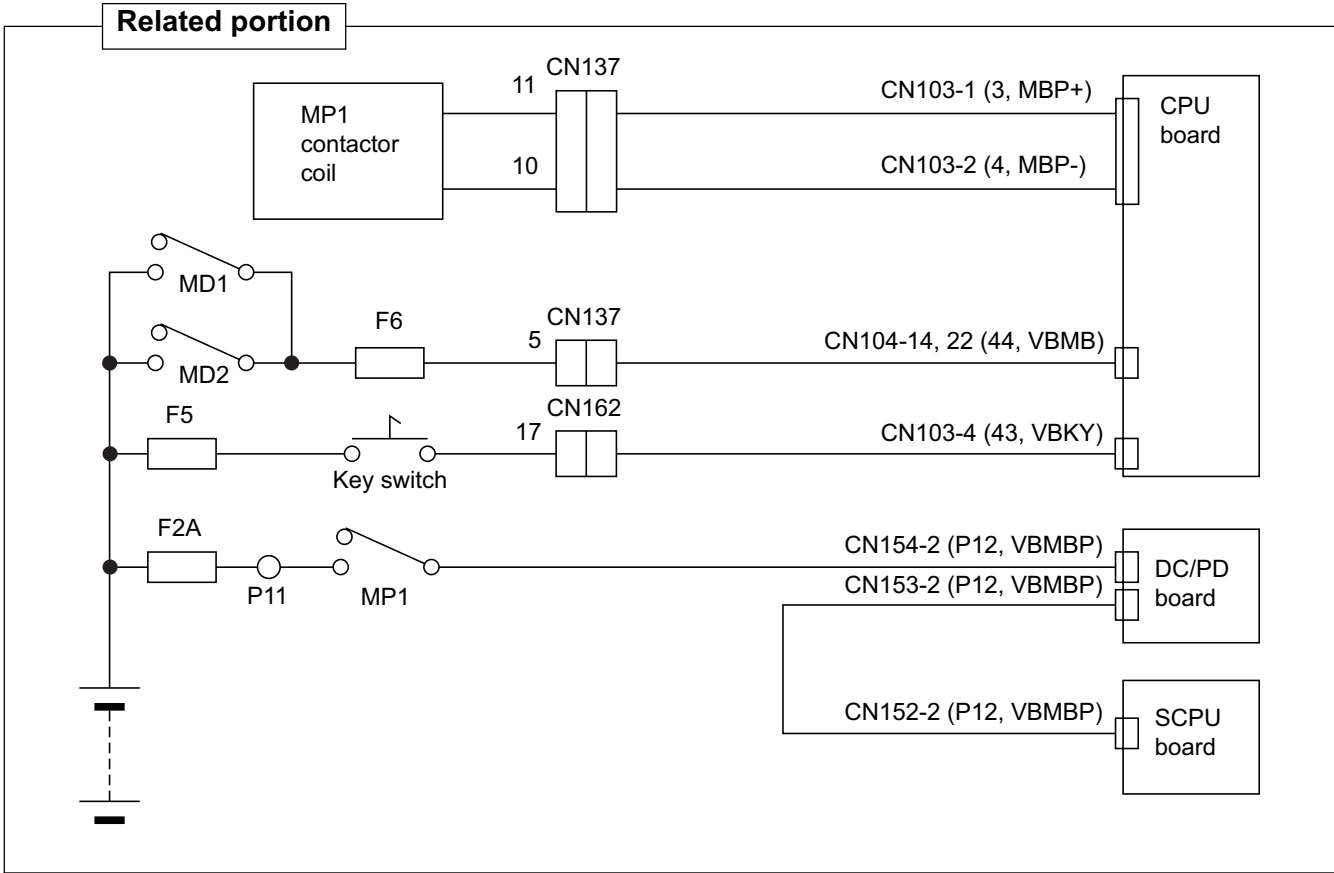 Related portion
CN137
11
CN103-1 (3, MBP+)
CPU
board
MP1
contactor
coil
10
CN103-2 (4, MBP-)
MD1
F6
CN137
5
CN104-14, 22 (44, VBMB)
MD2
F5
CN162
17
CN103-4 (43, VBKY)
Key switch
F2A
CN154-2 (P12, VBMBP)
DC/PD
board
P11
MP1
CN153-2 (P12, VBMBP)
CN152-2 (P12, VBMBP)
SCPU
board